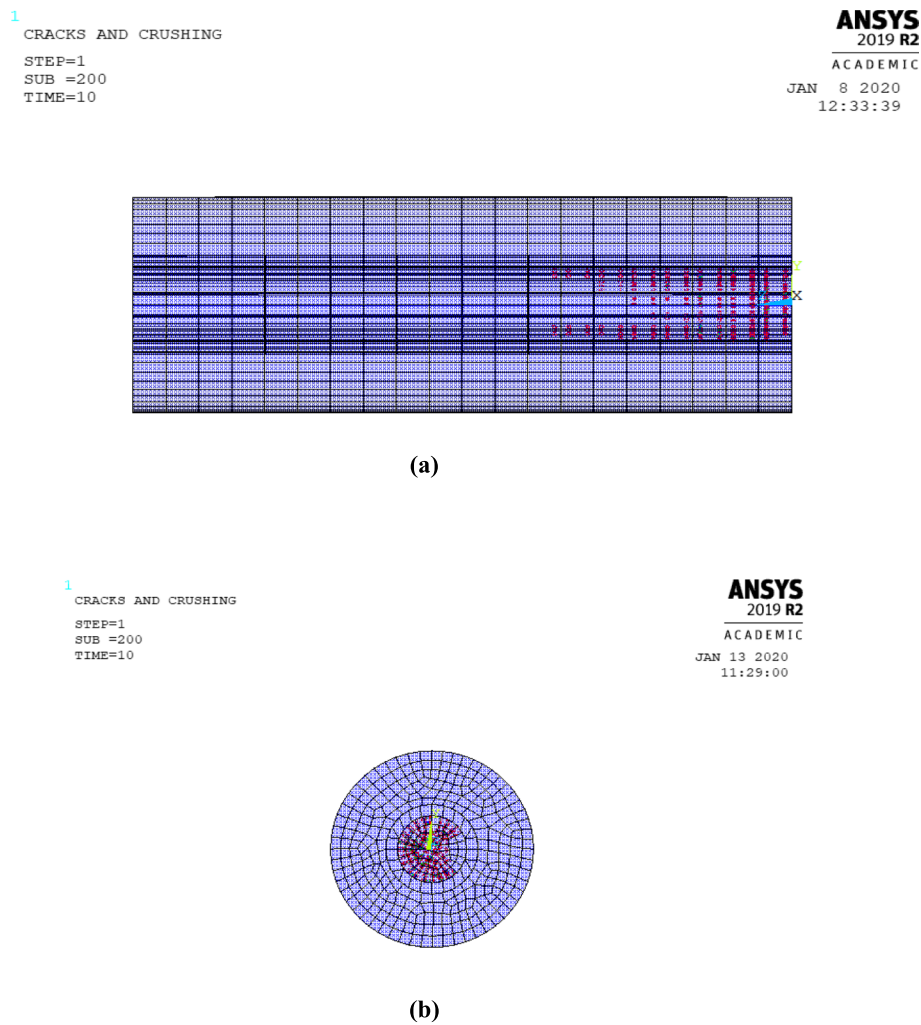 1
CRACKS AND CRUSHING
STEP=1
SUB =200
TIME=10
ANSYS
2019 R2
ACADEMIC
JAN 8 2020
12:33:39
Y
X
(a)
1
CRACKS AND CRUSHING
STEP=1
SUB =200
TIME=10
ANSYS
2019 R2
ACADEMIC
JAN 13 2020
11:29:00
(b)